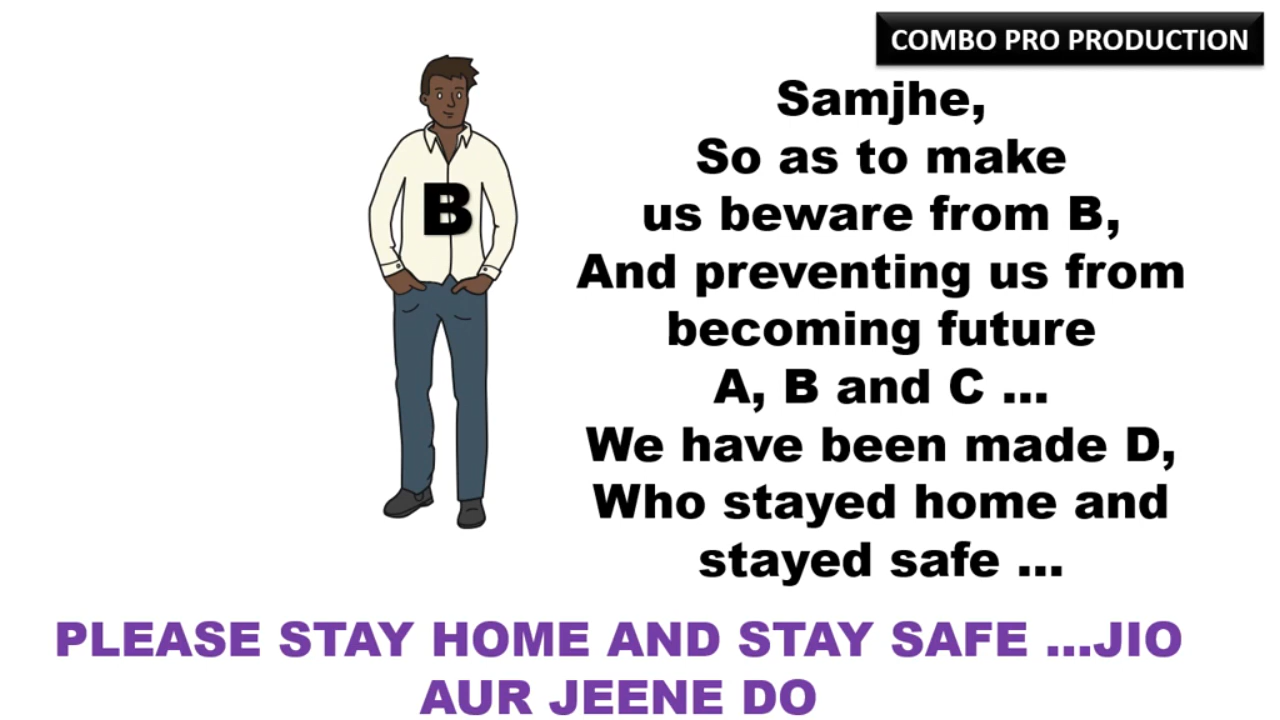 COMBO PRO PRODUCTION
Samjhe,
So as to make
us beware from B,
And preventing us from
becoming future
A, B and C ...
We have been made D,
Who stayed home and
stayed safe ...
B
PLEASE STAY HOME AND STAY SAFE ...JIO
AUR JEENE DO